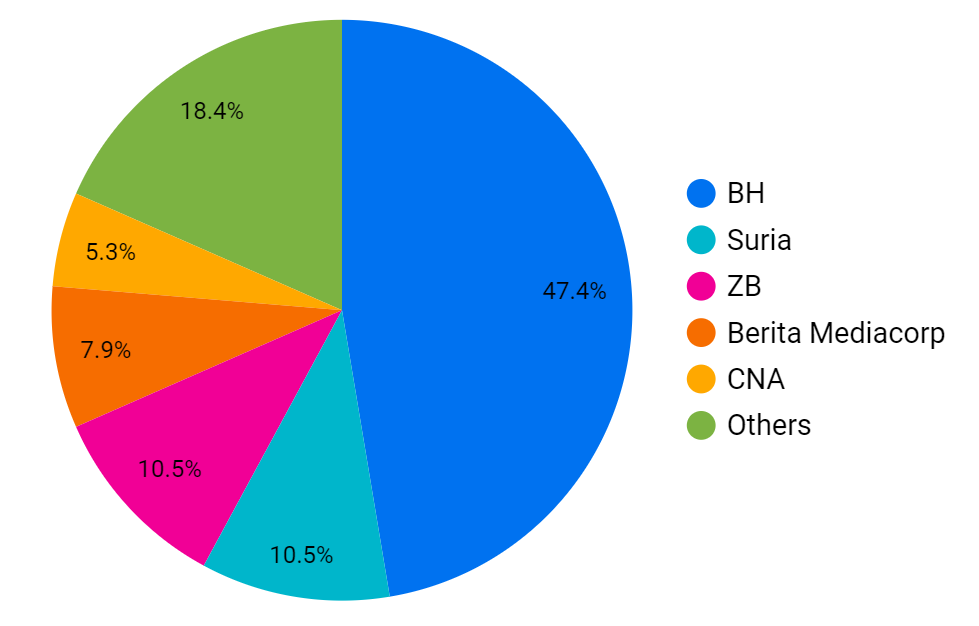 18.4%
5.3%
47.4%
7.9%
10.5%
10.5%
BH
Suria
ZB
Berita Mediacorp
CNA
Others